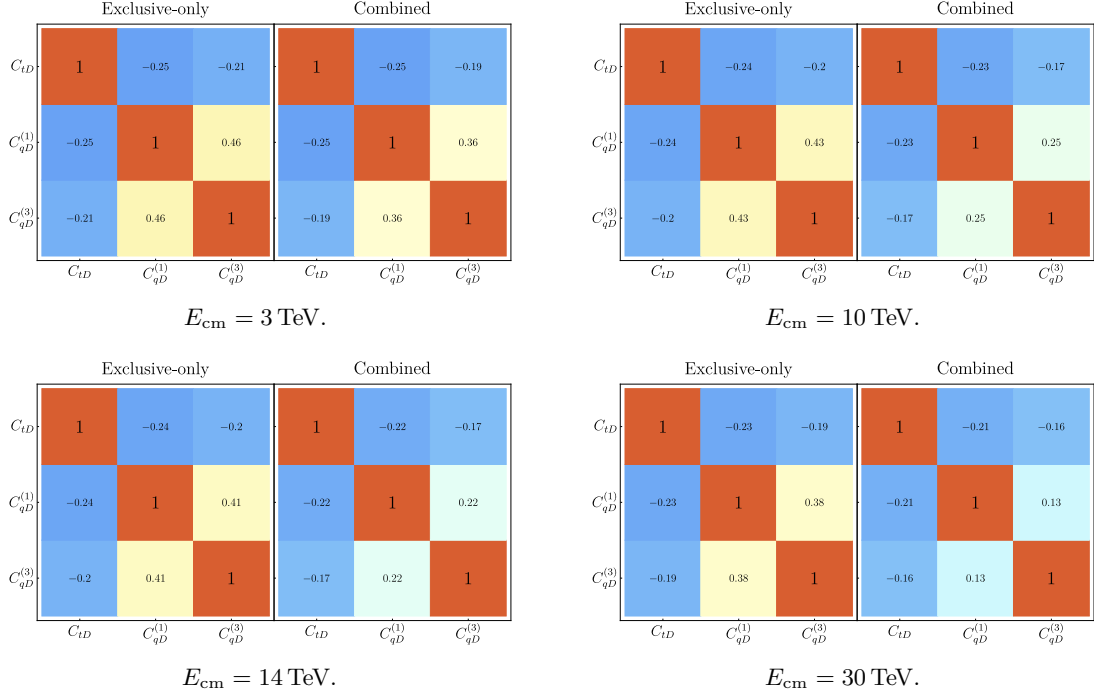 Exclusive-only Combined
C_{tD} 1 −0.25 −0.21 1 −0.25 −0.19
C_{qD}^{(1)} −0.25 1 0.46 −0.25 1 0.36
C_{qD}^{(3)} −0.21 0.46 1 −0.19 0.36 1
C_{tD} C_{qD}^{(1)} C_{qD}^{(3)} C_{tD} C_{qD}^{(1)} C_{qD}^{(3)}
E_{cm} = 3 TeV.
Exclusive-only Combined
C_{tD} 1 −0.24 −0.2 1 −0.23 −0.17
C_{qD}^{(1)} −0.24 1 0.43 −0.23 1 0.25
C_{qD}^{(3)} −0.2 0.43 1 −0.17 0.25 1
C_{tD} C_{qD}^{(1)} C_{qD}^{(3)} C_{tD} C_{qD}^{(1)} C_{qD}^{(3)}
E_{cm} = 10 TeV.
Exclusive-only Combined
C_{tD} 1 −0.24 −0.2 1 −0.22 −0.17
C_{qD}^{(1)} −0.24 1 0.41 −0.22 1 0.22
C_{qD}^{(3)} −0.2 0.41 1 −0.17 0.22 1
C_{tD} C_{qD}^{(1)} C_{qD}^{(3)} C_{tD} C_{qD}^{(1)} C_{qD}^{(3)}
E_{cm} = 14 TeV.
Exclusive-only Combined
C_{tD} 1 −0.23 −0.19 1 −0.21 −0.16
C_{qD}^{(1)} −0.23 1 0.38 −0.21 1 0.13
C_{qD}^{(3)} −0.19 0.38 1 −0.16 0.13 1
C_{tD} C_{qD}^{(1)} C_{qD}^{(3)} C_{tD} C_{qD}^{(1)} C_{qD}^{(3)}
E_{cm} = 30 TeV.